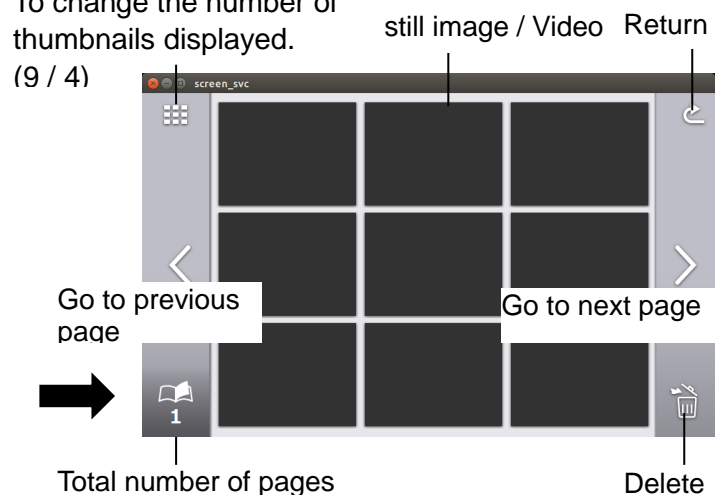 To change the number of
thumbnails displayed.
(9 / 4)
still image / Video
Return
screen_svc
Go to previous
page
Go to next page
1
Total number of pages
Delete